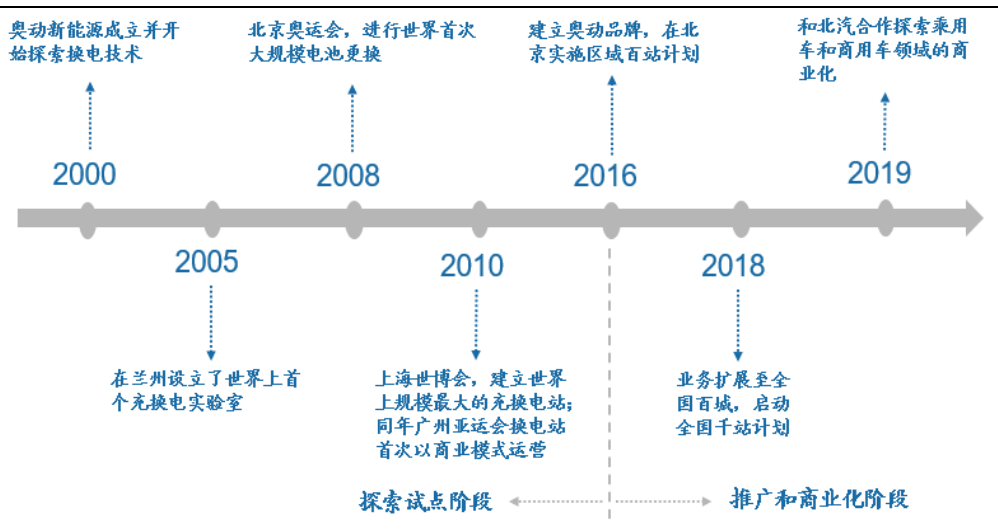 奥动新能源成立并开
始探索换电技术
北京奥运会，进行世界首次
大规模电池更换
建立奥动品牌，在北
京实施区域百站计划
和北汽合作探索乘用
车和商用车领域的商
业化
2000
2008
2016
2019
2005
2010
2018
在兰州设立了世界上首
个充换电实验室
上海世博会，建立世界
上规模最大的充换电站；
同年广州亚运会换电站
首次以商业模式运营
业务扩展至全
国百城，启动
全国千站计划
探索试点阶段
推广和商业化阶段